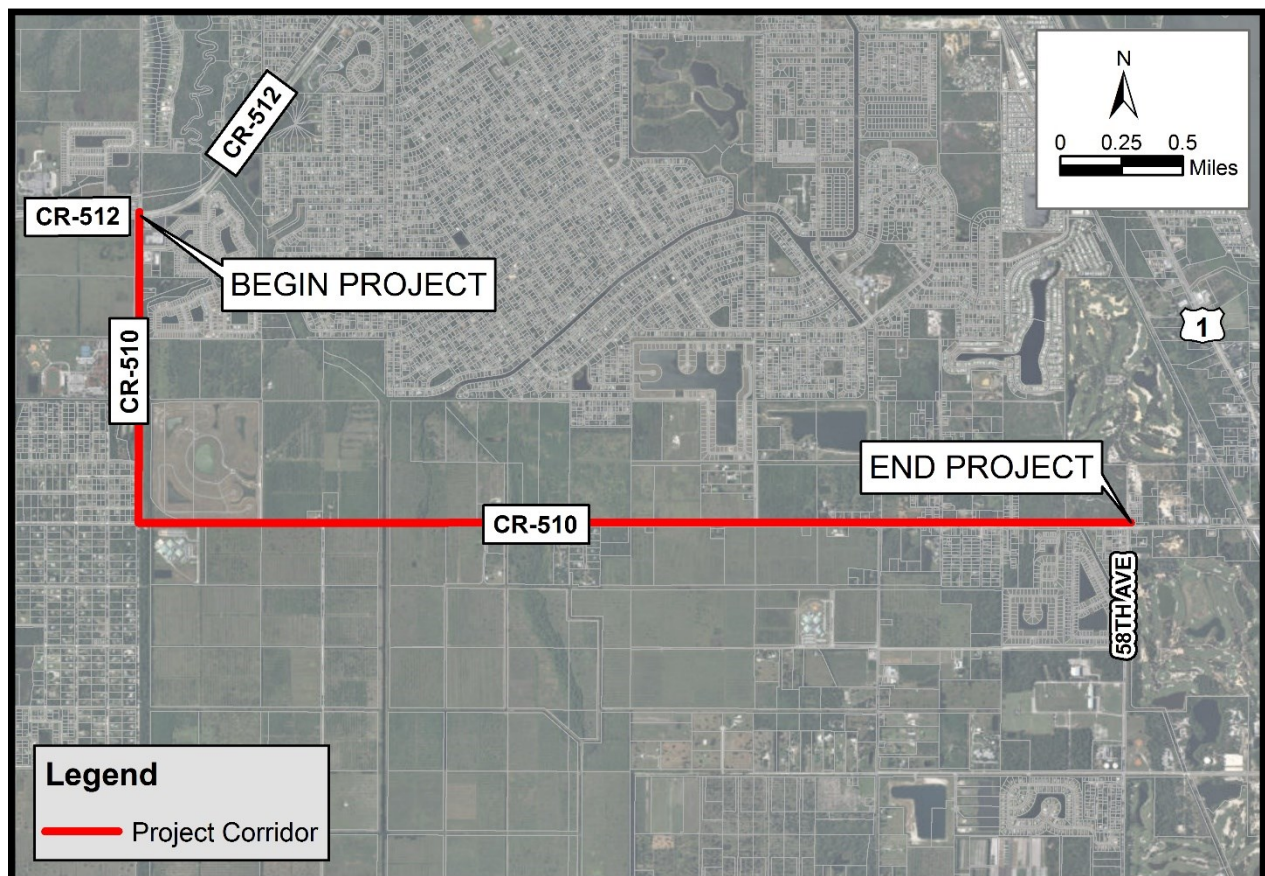 N
0 0.25 0.5
Miles
CR-512
CR-512
BEGIN PROJECT
CR-510
1
END PROJECT
CR-510
58TH AVE
Legend
Project Corridor